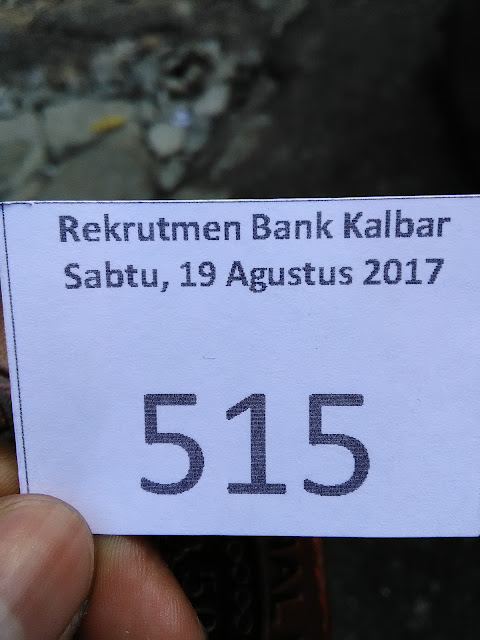 Rekrutmen Bank Kalbar
Sabtu, 19 Agustus 2017
515